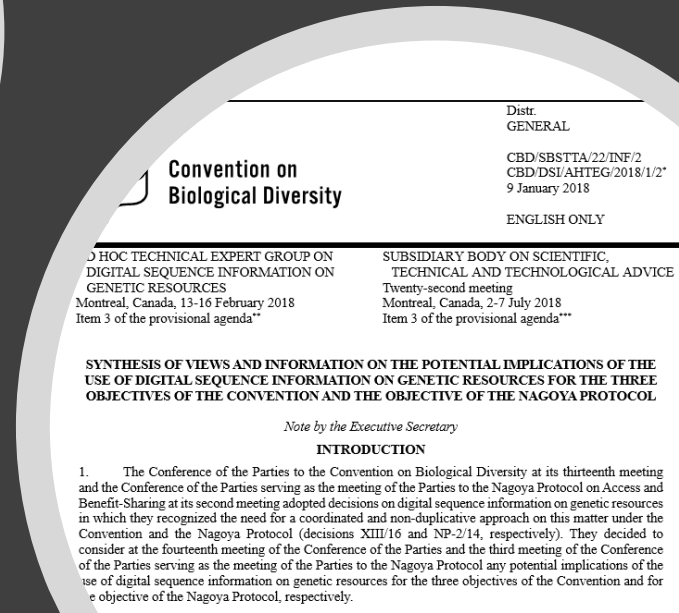 Distr.
GENERAL
CBD/SBSTTA/22/INF/2
CBD/DSI/AHTEG/2018/1/2*
9 January 2018
ENGLISH ONLY
Convention on
Biological Diversity
D HOC TECHNICAL EXPERT GROUP ON
DIGITAL SEQUENCE INFORMATION ON
GENETIC RESOURCES
Montreal, Canada, 13-16 February 2018
Item 3 of the provisional agenda**
SUBSIDIARY BODY ON SCIENTIFIC,
TECHNICAL AND TECHNOLOGICAL ADVICE
Twenty-second meeting
Montreal, Canada, 2-7 July 2018
Item 3 of the provisional agenda***
SYNTHESIS OF VIEWS AND INFORMATION ON THE POTENTIAL IMPLICATIONS OF THE
USE OF DIGITAL SEQUENCE INFORMATION ON GENETIC RESOURCES FOR THE THREE
OBJECTIVES OF THE CONVENTION AND THE OBJECTIVE OF THE NAGOYA PROTOCOL
Note by the Executive Secretary
INTRODUCTION
1. The Conference of the Parties to the Convention on Biological Diversity at its thirteenth meeting
and the Conference of the Parties serving as the meeting of the Parties to the Nagoya Protocol on Access and
Benefit-Sharing at its second meeting adopted decisions on digital sequence information on genetic resources
in which they recognized the need for a coordinated and non-duplicative approach on this matter under the
Convention and the Nagoya Protocol (decisions XIII/16 and NP-2/14, respectively). They decided to
consider at the fourteenth meeting of the Conference of the Parties and the third meeting of the Conference
of the Parties serving as the meeting of the Parties to the Nagoya Protocol any potential implications of the
use of digital sequence information on genetic resources for the three objectives of the Convention and for
e objective of the Nagoya Protocol, respectively.